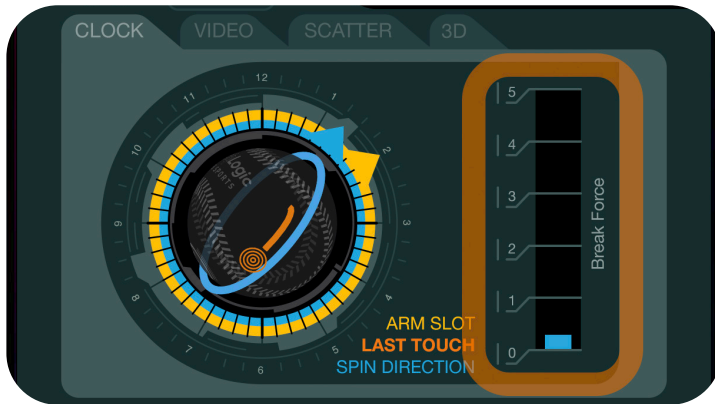 CLOCK
VIDEO
SCATTER
3D
12
1
2
3
4
5
6
7
8
9
10
11
Logic
ARM SLOT
LAST TOUCH
SPIN DIRECTION
5
4
3
2
1
0
Break Force